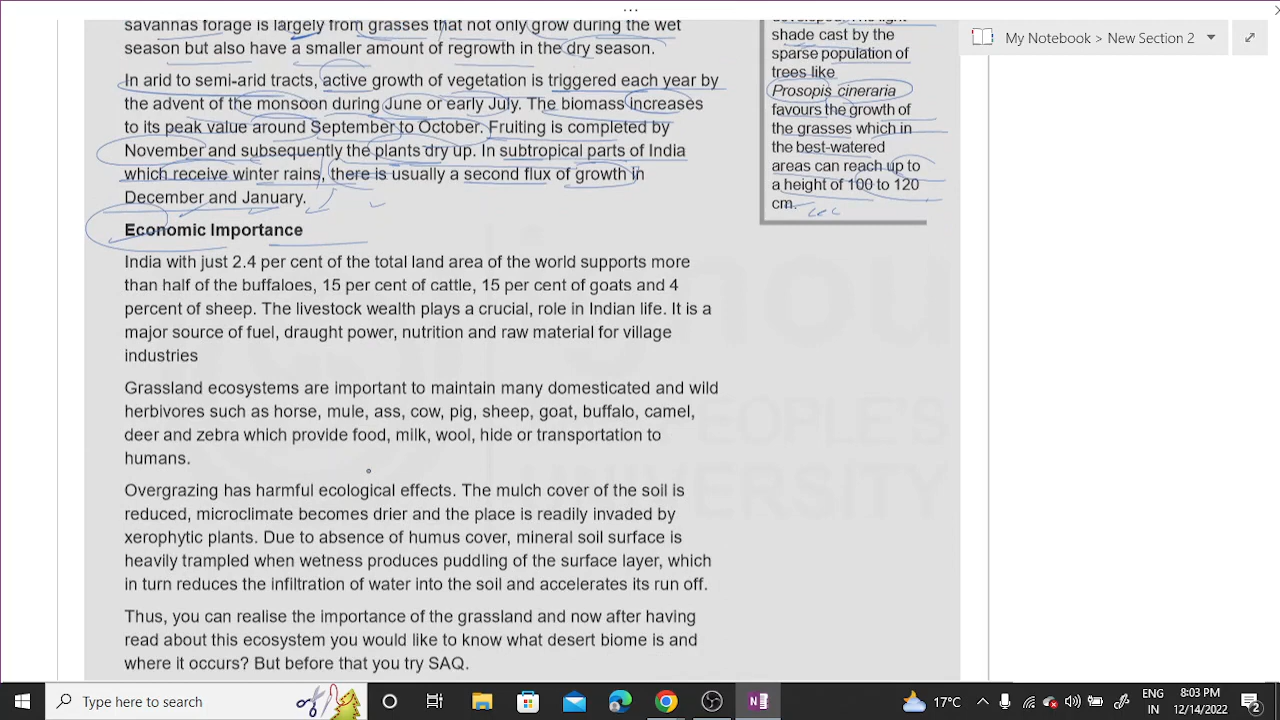 savannas forage is largely from grasses that not only grow during the wet
season but also have a smaller amount of regrowth in the dry season.
In arid to semi-arid tracts, active growth of vegetation is triggered each year by
the advent of the monsoon during June or early July. The biomass increases
to its peak value around September to October. Fruiting is completed by
November and subsequently the plants dry up. In subtropical parts of India
which receive winter rains, there is usually a second flux of growth in
December and January.
Economic Importance
India with just 2.4 per cent of the total land area of the world supports more
than half of the buffaloes, 15 per cent of cattle, 15 per cent of goats and 4
percent of sheep. The livestock wealth plays a crucial, role in Indian life. It is a
major source of fuel, draught power, nutrition and raw material for village
industries
Grassland ecosystems are important to maintain many domesticated and wild
herbivores such as horse, mule, ass, cow, pig, sheep, goat, buffalo, camel,
deer and zebra which provide food, milk, wool, hide or transportation to
humans.
Overgrazing has harmful ecological effects. The mulch cover of the soil is
reduced, microclimate becomes drier and the place is readily invaded by
xerophytic plants. Due to absence of humus cover, mineral soil surface is
heavily trampled when wetness produces puddling of the surface layer, which
in turn reduces the infiltration of water into the soil and accelerates its run off.
Thus, you can realise the importance of the grassland and now after having
read about this ecosystem you would like to know what desert biome is and
where it occurs? But before that you try SAQ.
developed. The light
shade cast by the
sparse population of
trees like
Prosopis cineraria
favours the growth of
the grasses which in
the best-watered
areas can reach up to
a height of 100 to 120
cm.
My Notebook > New Section 2
ignou
PEOPLE'S
UNIVERSITY
Type here to search
17°C
ENG
IN
8:03 PM
12/14/2022
2